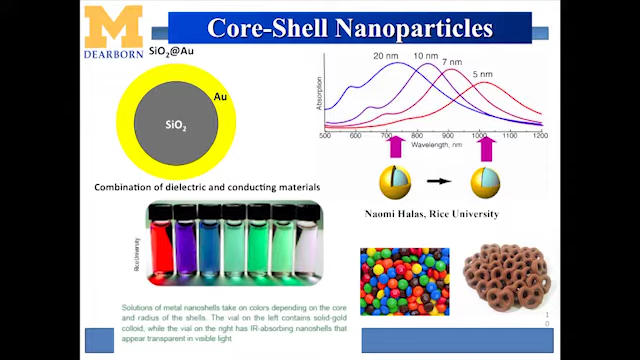 M
DEARBORN
Core-Shell Nanoparticles
SiO2@Au
Au
SiO2
Combination of dielectric and conducting materials
20 nm
10 nm
7 nm
5 nm
Absorption
500 600 700 800 900 1000 1100 1200
Wavelength, nm
Naomi Halas, Rice University
Rice University
Solutions of metal nanoshells take on colors depending on the core
and radius of the shells. The vial on the left contains solid-gold
colloid, while the vial on the right has IR-absorbing nanoshells that
appear transparent in visible light
10